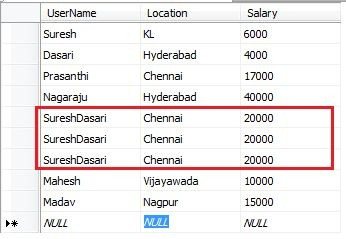 UserName Location Salary
Suresh KL 6000
Dasari Hyderabad 4000
Prasanthi Chennai 17000
Nagaraju Hyderabad 40000
SureshDasari Chennai 20000
SureshDasari Chennai 20000
SureshDasari Chennai 20000
Mahesh Vijayawada 10000
Madav Nagpur 15000
NULL NULL NULL